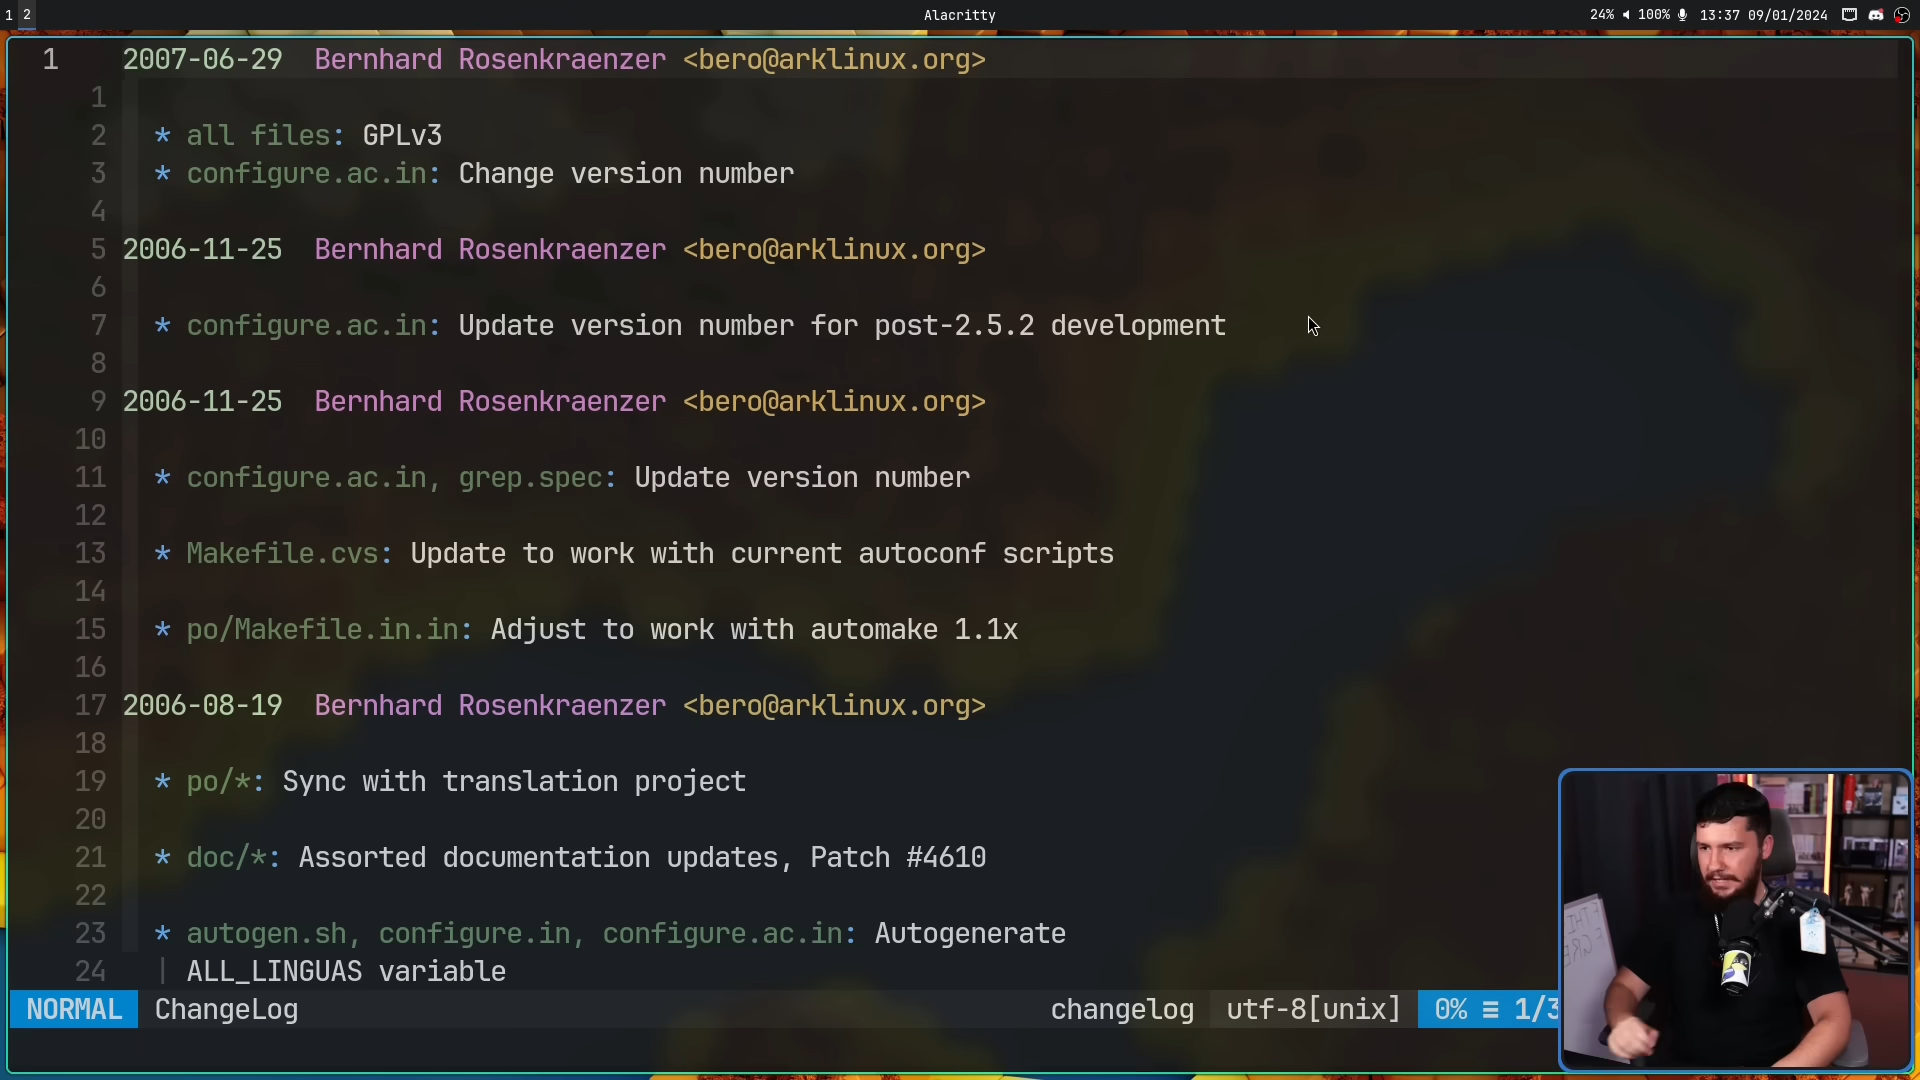 1 2 Alacritty 24% 100% 13:37 09/01/2024
1 2007-06-29 Bernhard Rosenkraenzer <bero@arklinux.org>
1
2 * all files: GPLv3
3 * configure.ac.in: Change version number
4
5 2006-11-25 Bernhard Rosenkraenzer <bero@arklinux.org>
6
7 * configure.ac.in: Update version number for post-2.5.2 development
8
9 2006-11-25 Bernhard Rosenkraenzer <bero@arklinux.org>
10
11 * configure.ac.in, grep.spec: Update version number
12
13 * Makefile.cvs: Update to work with current autoconf scripts
14
15 * po/Makefile.in.in: Adjust to work with automake 1.1x
16
17 2006-08-19 Bernhard Rosenkraenzer <bero@arklinux.org>
18
19 * po/*: Sync with translation project
20
21 * doc/*: Assorted documentation updates, Patch #4610
22
23 * autogen.sh, configure.in, configure.ac.in: Autogenerate
24 | ALL_LINGUAS variable
NORMAL ChangeLog changelog utf-8[unix] 0% ≡ 1/3